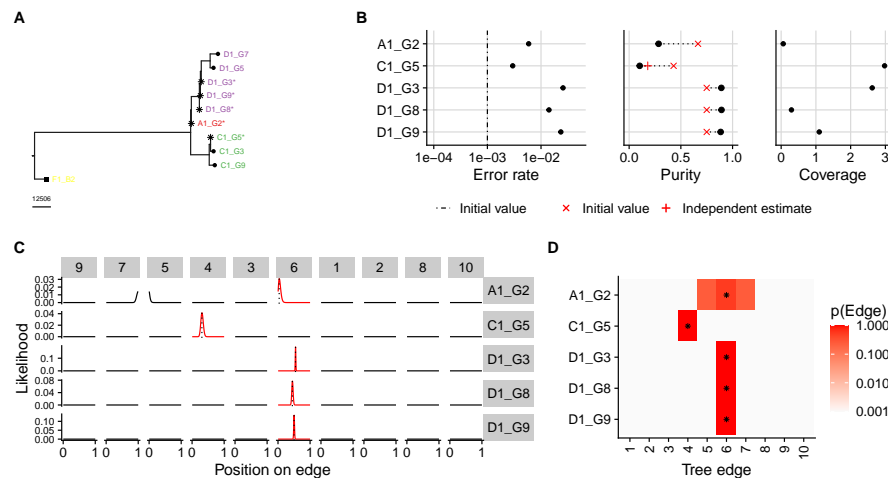 A
D1_G7
D1_G5
D1_G3*
D1_G9*
D1_G8*
A1_G2*
C1_G5*
C1_G3
C1_G9
12506
B
A1_G2
C1_G5
D1_G3
D1_G8
D1_G9
1e−04 1e−03 1e−02
Error rate
0.0 0.5 1.0
Purity
0 1 2 3
Coverage
Initial value
Initial value
Independent estimate
C
9 7 5 4 3 6 1 2 8 10
Likelihood
0.03
0.02
0.01
0.00
A1_G2
0.04
0.02
0.00
C1_G5
0.1
0.0
D1_G3
0.08
0.04
0.00
D1_G8
0.10
0.05
0.00
D1_G9
0 1 0 1 0 1 0 1 0 1 0 1 0 1 0 1 0 1 0 1
Position on edge
D
A1_G2
C1_G5
D1_G3
D1_G8
D1_G9
1 2 3 4 5 6 7 8 9 10
Tree edge
p(Edge)
1.000
0.100
0.010
0.001